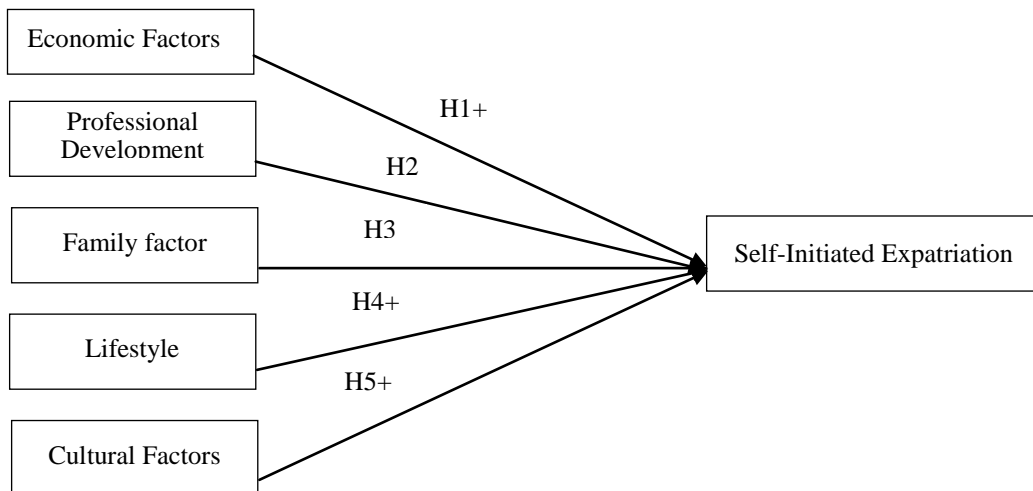 Economic Factors
H1+
Professional
Development
H2
Family factor
H3
Self-Initiated Expatriation
H4+
Lifestyle
H5+
Cultural Factors